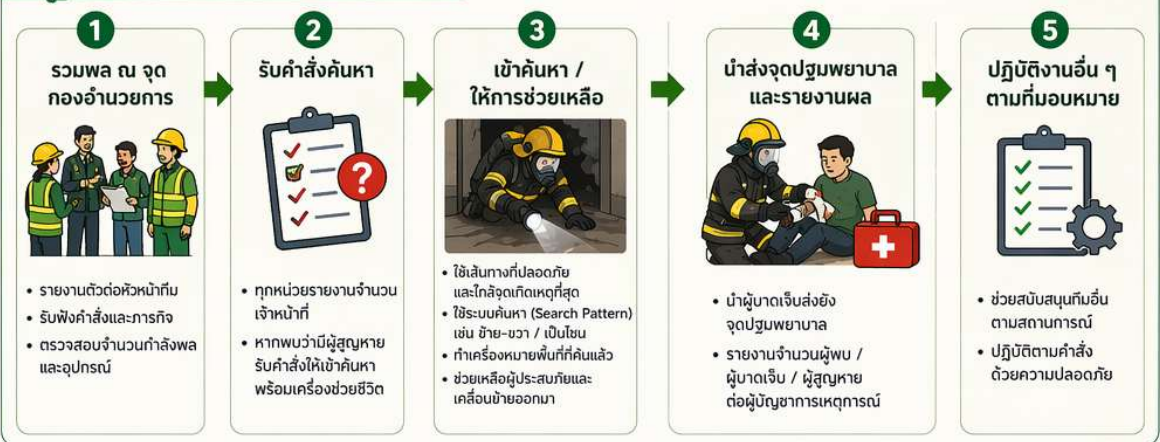 1
รวมพล ณ จุด
กองอำนวยการ
• รายงานตัวต่อหัวหน้าทีม
• รับฟังคำสั่งและภารกิจ
• ตรวจสอบจำนวนกำลังพล
และอุปกรณ์
2
รับคำสั่งค้นหา
?
• ทุกหน่วยรายงานจำนวน
เจ้าหน้าที่
• หากพบว่ามีผู้สูญหาย
รับคำสั่งให้เข้าค้นหา
พร้อมเครื่องช่วยชีวิต
3
เข้าค้นหา /
ให้การช่วยเหลือ
• ใช้เส้นทางที่ปลอดภัย
และใกล้จุดเกิดเหตุที่สุด
• ใช้ระบบค้นหา (Search Pattern)
เช่น ซ้าย-ขวา / เป็นโซน
• ทำเครื่องหมายพื้นที่ที่ค้นแล้ว
• ช่วยเหลือผู้ประสบภัยและ
เคลื่อนย้ายออกมา
4
นำส่งจุดปฐมพยาบาล
และรายงานผล
• นำผู้บาดเจ็บส่งยัง
จุดปฐมพยาบาล
• รายงานจำนวนผู้พบ /
ผู้บาดเจ็บ / ผู้สูญหาย
ต่อผู้บัญชาการเหตุการณ์
5
ปฏิบัติงานอื่น ๆ
ตามที่มอบหมาย
• ช่วยสนับสนุนทีมอื่น
ตามสถานการณ์
• ปฏิบัติตามคำสั่ง
ด้วยความปลอดภัย